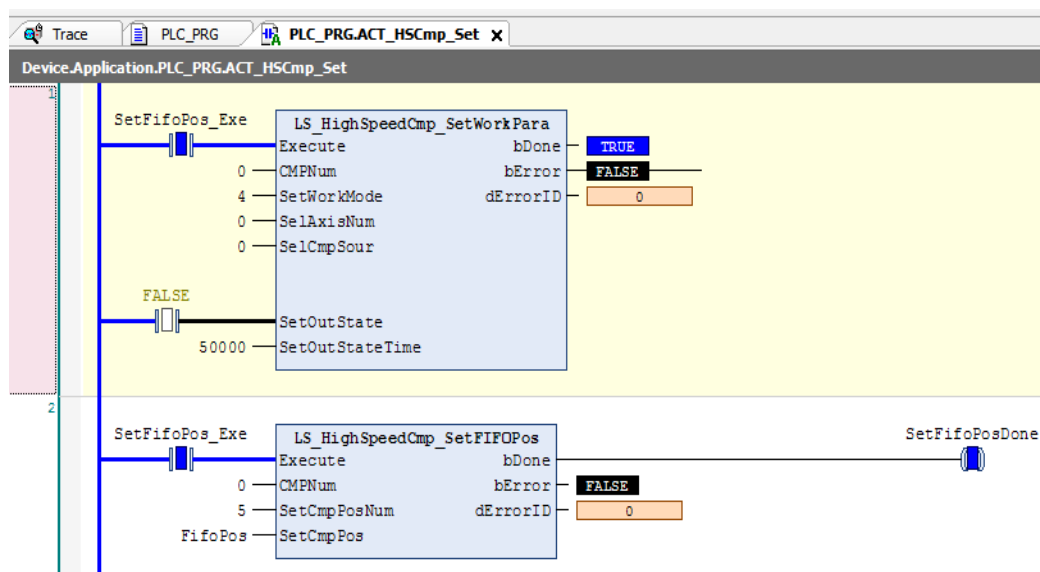 Trace PLC_PRG PLC_PRG.ACT_HSCmp_Set x
Device.Application.PLC_PRG.ACT_HSCmp_Set
1
SetFifoPos_Exe
LS_HighSpeedCmp_SetWorkPara
Execute bDone TRUE
0 CMPNum bError FALSE
4 SetWorkMode dErrorID 0
0 SelAxisNum
0 SelCmpSour
FALSE
SetOutState
50000 SetOutStateTime
2
SetFifoPos_Exe LS_HighSpeedCmp_SetFIFOPos SetFifoPosDone
Execute bDone
0 CMPNum bError FALSE
5 SetCmpPosNum dErrorID 0
FifoPos SetCmpPos